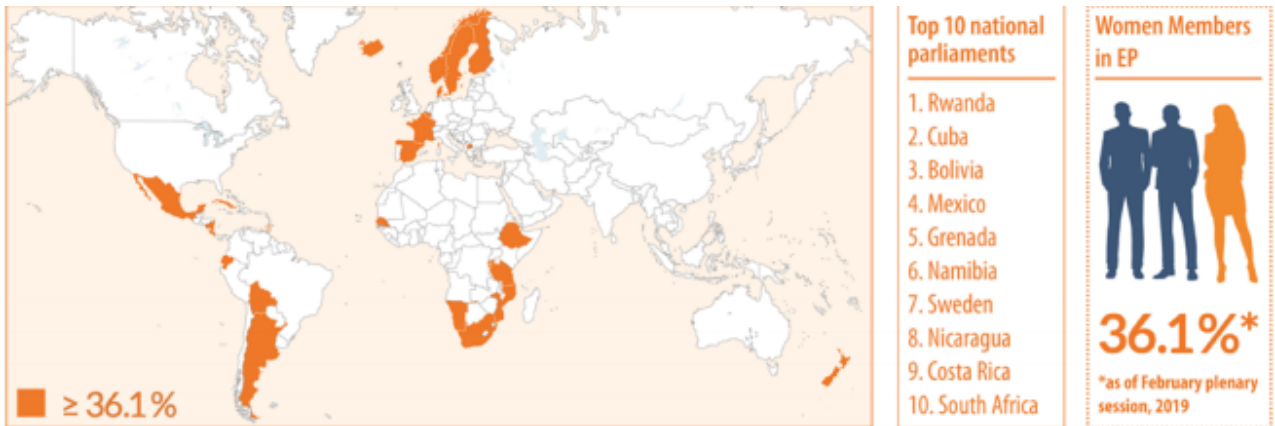 ≥ 36.1%
Top 10 national
parliaments
1. Rwanda
2. Cuba
3. Bolivia
4. Mexico
5. Grenada
6. Namibia
7. Sweden
8. Nicaragua
9. Costa Rica
10. South Africa
Women Members
in EP
36.1%*
*as of February plenary
session, 2019